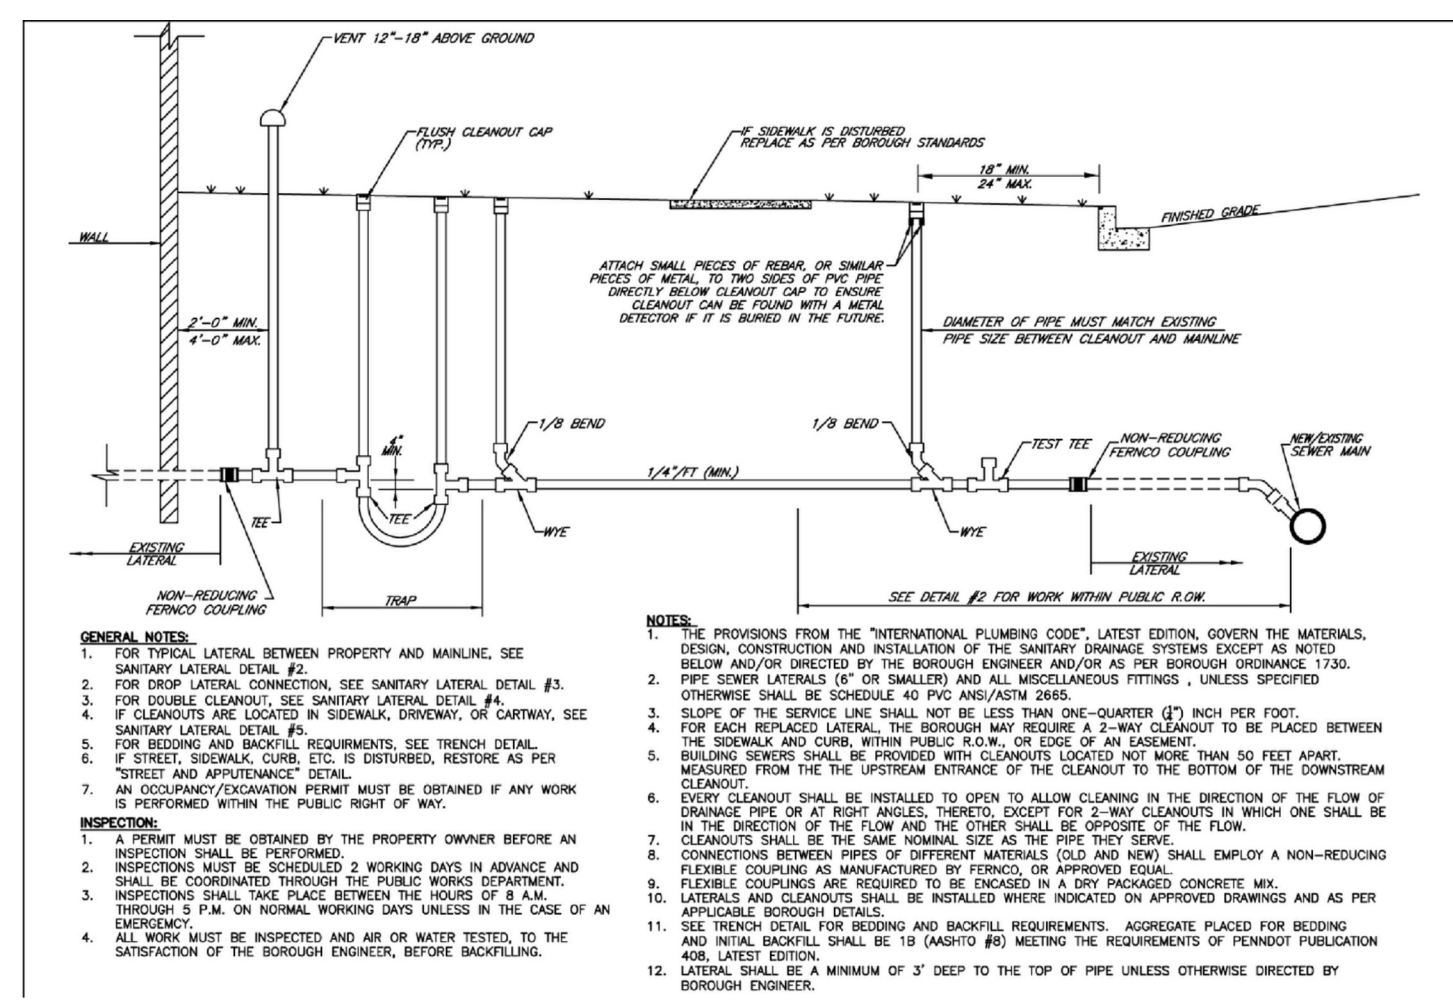 VENT 12"-18" ABOVE GROUND
FLUSH CLEANOUT CAP
(TYP.)
IF SIDEWALK IS DISTURBED
REPLACE AS PER BOROUGH STANDARDS
18" MIN.
24" MAX.
FINISHED GRADE
WALL
ATTACH SMALL PIECES OF REBAR, OR SIMILAR
PIECES OF METAL, TO TWO SIDES OF PVC PIPE
DIRECTLY BELOW CLEANOUT CAP TO ENSURE
CLEANOUT CAN BE FOUND WITH A METAL
DETECTOR IF IT IS BURIED IN THE FUTURE.
2'-0" MIN.
4'-0" MAX.
DIAMETER OF PIPE MUST MATCH EXISTING
PIPE SIZE BETWEEN CLEANOUT AND MAINLINE
4"
MIN.
1/8 BEND
1/8 BEND
TEST TEE
NON-REDUCING
FERNCO COUPLING
NEW/EXISTING
SEWER MAIN
1/4"/FT (MIN.)
TEE
TEE
WYE
WYE
EXISTING
LATERAL
EXISTING
LATERAL
NON-REDUCING
FERNCO COUPLING
TRAP
SEE DETAIL #2 FOR WORK WITHIN PUBLIC R.OW.
GENERAL NOTES:
1. FOR TYPICAL LATERAL BETWEEN PROPERTY AND MAINLINE, SEE
SANITARY LATERAL DETAIL #2.
2. FOR DROP LATERAL CONNECTION, SEE SANITARY LATERAL DETAIL #3.
3. FOR DOUBLE CLEANOUT, SEE SANITARY LATERAL DETAIL #4.
4. IF CLEANOUTS ARE LOCATED IN SIDEWALK, DRIVEWAY, OR CARTWAY, SEE
SANITARY LATERAL DETAIL #5.
5. FOR BEDDING AND BACKFILL REQUIRMENTS, SEE TRENCH DETAIL.
6. IF STREET, SIDEWALK, CURB, ETC. IS DISTURBED, RESTORE AS PER
"STREET AND APPUTENANCE" DETAIL.
7. AN OCCUPANCY/EXCAVATION PERMIT MUST BE OBTAINED IF ANY WORK
IS PERFORMED WITHIN THE PUBLIC RIGHT OF WAY.
INSPECTION:
1. A PERMIT MUST BE OBTAINED BY THE PROPERTY OWVNER BEFORE AN
INSPECTION SHALL BE PERFORMED.
2. INSPECTIONS MUST BE SCHEDULED 2 WORKING DAYS IN ADVANCE AND
SHALL BE COORDINATED THROUGH THE PUBLIC WORKS DEPARTMENT.
3. INSPECTIONS SHALL TAKE PLACE BETWEEN THE HOURS OF 8 A.M.
THROUGH 5 P.M. ON NORMAL WORKING DAYS UNLESS IN THE CASE OF AN
EMERGEMCY.
4. ALL WORK MUST BE INSPECTED AND AIR OR WATER TESTED, TO THE
SATISFACTION OF THE BOROUGH ENGINEER, BEFORE BACKFILLING.
NOTES:
1. THE PROVISIONS FROM THE "INTERNATIONAL PLUMBING CODE", LATEST EDITION, GOVERN THE MATERIALS,
DESIGN, CONSTRUCTION AND INSTALLATION OF THE SANITARY DRAINAGE SYSTEMS EXCEPT AS NOTED
BELOW AND/OR DIRECTED BY THE BOROUGH ENGINEER AND/OR AS PER BOROUGH ORDINANCE 1730.
2. PIPE SEWER LATERALS (6" OR SMALLER) AND ALL MISCELLANEOUS FITTINGS , UNLESS SPECIFIED
OTHERWISE SHALL BE SCHEDULE 40 PVC ANSI/ASTM 2665.
3. SLOPE OF THE SERVICE LINE SHALL NOT BE LESS THAN ONE-QUARTER (¼") INCH PER FOOT.
4. FOR EACH REPLACED LATERAL, THE BOROUGH MAY REQUIRE A 2-WAY CLEANOUT TO BE PLACED BETWEEN
THE SIDEWALK AND CURB, WITHIN PUBLIC R.O.W., OR EDGE OF AN EASEMENT.
5. BUILDING SEWERS SHALL BE PROVIDED WITH CLEANOUTS LOCATED NOT MORE THAN 50 FEET APART.
MEASURED FROM THE THE UPSTREAM ENTRANCE OF THE CLEANOUT TO THE BOTTOM OF THE DOWNSTREAM
CLEANOUT.
6. EVERY CLEANOUT SHALL BE INSTALLED TO OPEN TO ALLOW CLEANING IN THE DIRECTION OF THE FLOW OF
DRAINAGE PIPE OR AT RIGHT ANGLES, THERETO, EXCEPT FOR 2-WAY CLEANOUTS IN WHICH ONE SHALL BE
IN THE DIRECTION OF THE FLOW AND THE OTHER SHALL BE OPPOSITE OF THE FLOW.
7. CLEANOUTS SHALL BE THE SAME NOMINAL SIZE AS THE PIPE THEY SERVE.
8. CONNECTIONS BETWEEN PIPES OF DIFFERENT MATERIALS (OLD AND NEW) SHALL EMPLOY A NON-REDUCING
FLEXIBLE COUPLING AS MANUFACTURED BY FERNCO, OR APPROVED EQUAL.
9. FLEXIBLE COUPLINGS ARE REQUIRED TO BE ENCASED IN A DRY PACKAGED CONCRETE MIX.
10. LATERALS AND CLEANOUTS SHALL BE INSTALLED WHERE INDICATED ON APPROVED DRAWINGS AND AS PER
APPLICABLE BOROUGH DETAILS.
11. SEE TRENCH DETAIL FOR BEDDING AND BACKFILL REQUIREMENTS. AGGREGATE PLACED FOR BEDDING
AND INITIAL BACKFILL SHALL BE 1B (AASHTO #8) MEETING THE REQUIREMENTS OF PENNDOT PUBLICATION
408, LATEST EDITION.
12. LATERAL SHALL BE A MINIMUM OF 3' DEEP TO THE TOP OF PIPE UNLESS OTHERWISE DIRECTED BY
BOROUGH ENGINEER.